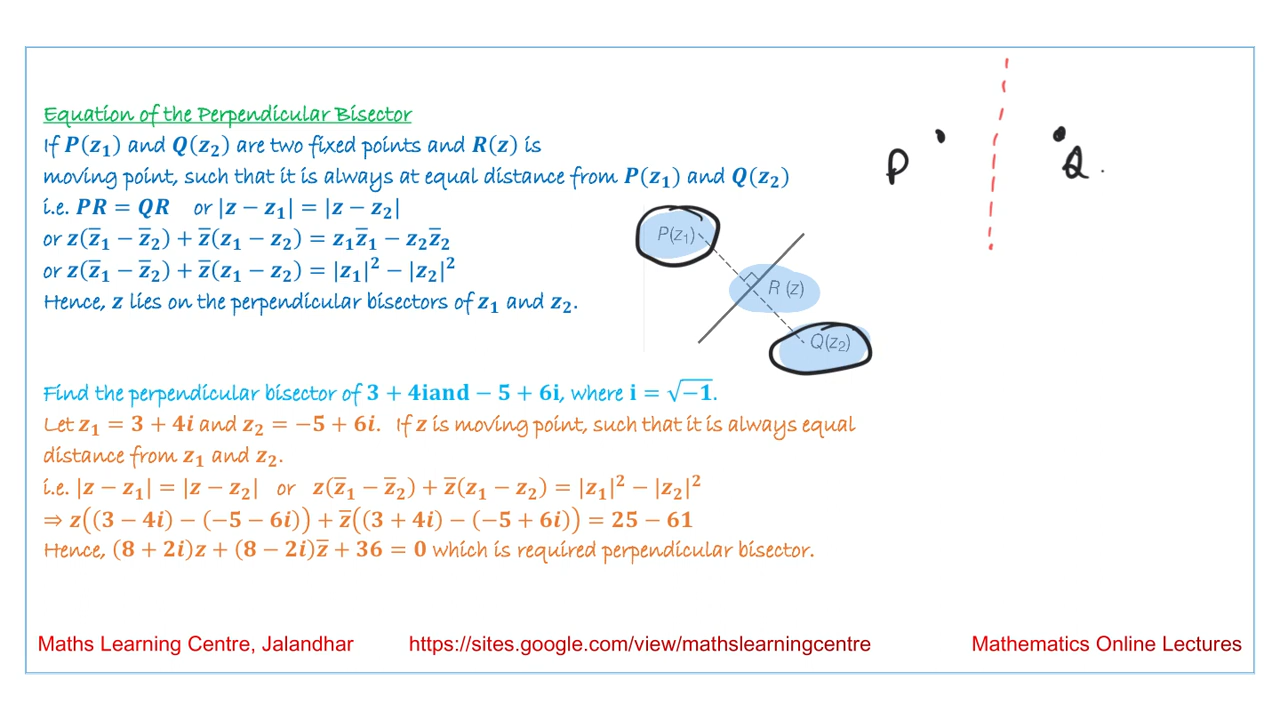 Equation of the Perpendicular Bisector
If P(z₁) and Q(z₂) are two fixed points and R(z) is
moving point, such that it is always at equal distance from P(z₁) and Q(z₂)
i.e. PR = QR or |z − z₁| = |z − z₂|
or z(z̅₁ − z̅₂) + z̅(z₁ − z₂) = z₁z̅₁ − z₂z̅₂
or z(z̅₁ − z̅₂) + z̅(z₁ − z₂) = |z₁|² − |z₂|²
Hence, z lies on the perpendicular bisectors of z₁ and z₂.
P(z₁)
R (z)
Q(z₂)
P
Q.
Find the perpendicular bisector of 3 + 4iand − 5 + 6i, where i = √−1.
Let z₁ = 3 + 4i and z₂ = −5 + 6i. If z is moving point, such that it is always equal
distance from z₁ and z₂.
i.e. |z − z₁| = |z − z₂| or z(z̅₁ − z̅₂) + z̅(z₁ − z₂) = |z₁|² − |z₂|²
⇒ z((3 − 4i) − (−5 − 6i)) + z̅((3 + 4i) − (−5 + 6i)) = 25 − 61
Hence, (8 + 2i)z + (8 − 2i)z̅ + 36 = 0 which is required perpendicular bisector.
Maths Learning Centre, Jalandhar https://sites.google.com/view/mathslearningcentre Mathematics Online Lectures